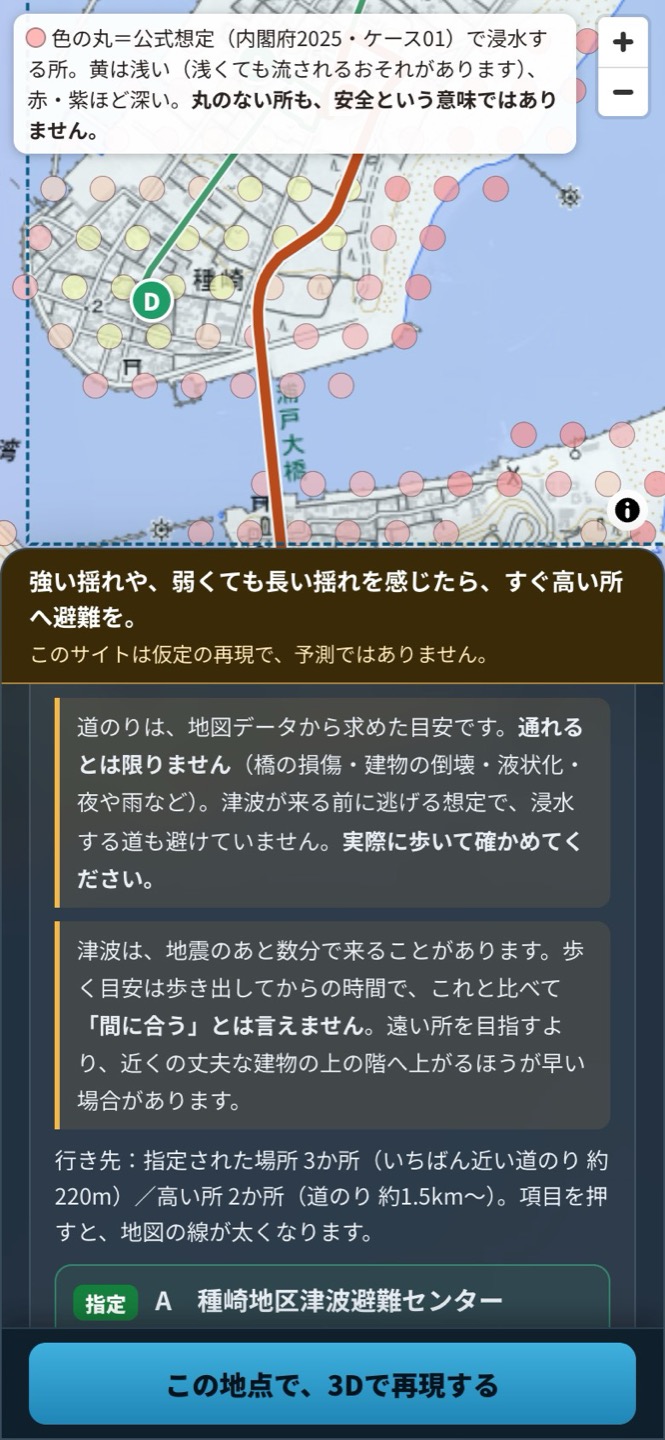 色の丸＝公式想定（内閣府2025・ケース01）で浸水す
る所。黄は浅い（浅くても流されるおそれがあります）、
赤・紫ほど深い。丸のない所も、安全という意味ではあり
ません。
+
−
種崎
D
2
浦戸大橋
湾
i
強い揺れや、弱くても長い揺れを感じたら、すぐ高い所
へ避難を。
このサイトは仮定の再現で、予測ではありません。
道のりは、地図データから求めた目安です。通れる
とは限りません（橋の損傷・建物の倒壊・液状化・
夜や雨など）。津波が来る前に逃げる想定で、浸水
する道も避けていません。実際に歩いて確かめてく
ださい。
津波は、地震のあと数分で来ることがあります。歩
く目安は歩き出してからの時間で、これと比べて
「間に合う」とは言えません。遠い所を目指すよ
り、近くの丈夫な建物の上の階へ上がるほうが早い
場合があります。
行き先：指定された場所 3か所（いちばん近い道のり 約
220m）／高い所 2か所（道のり 約1.5km〜）。項目を押
すと、地図の線が太くなります。
指定 A 種崎地区津波避難センター
この地点で、3Dで再現する